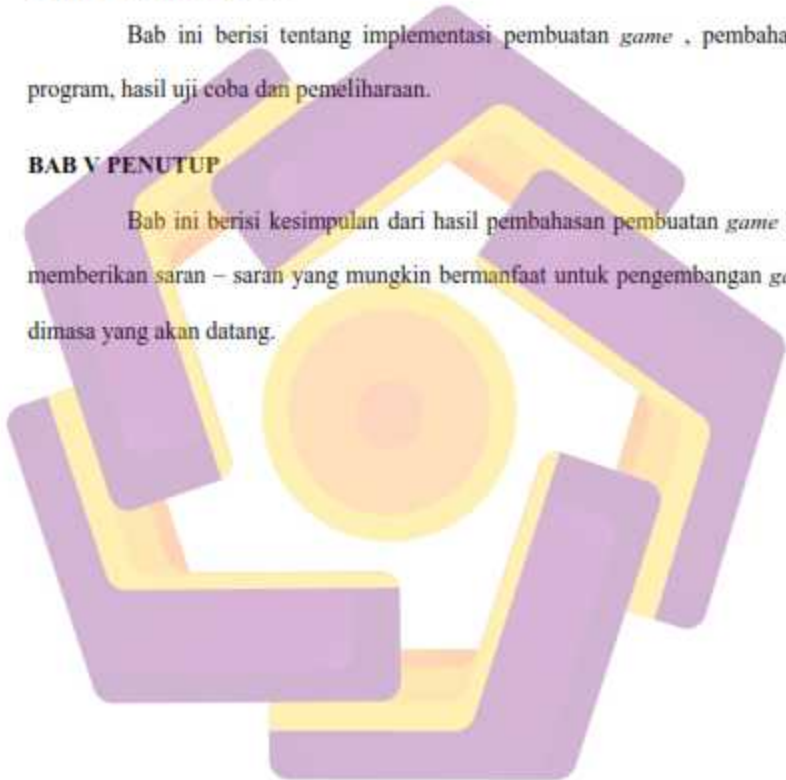 Bab ini berisi tentang implementasi pembuatan game , pembaha
program, hasil uji coba dan pemeliharaan.
BAB V PENUTUP
Bab ini berisi kesimpulan dari hasil pembahasan pembuatan game
memberikan saran – saran yang mungkin bermanfaat untuk pengembangan ga
dimasa yang akan datang.